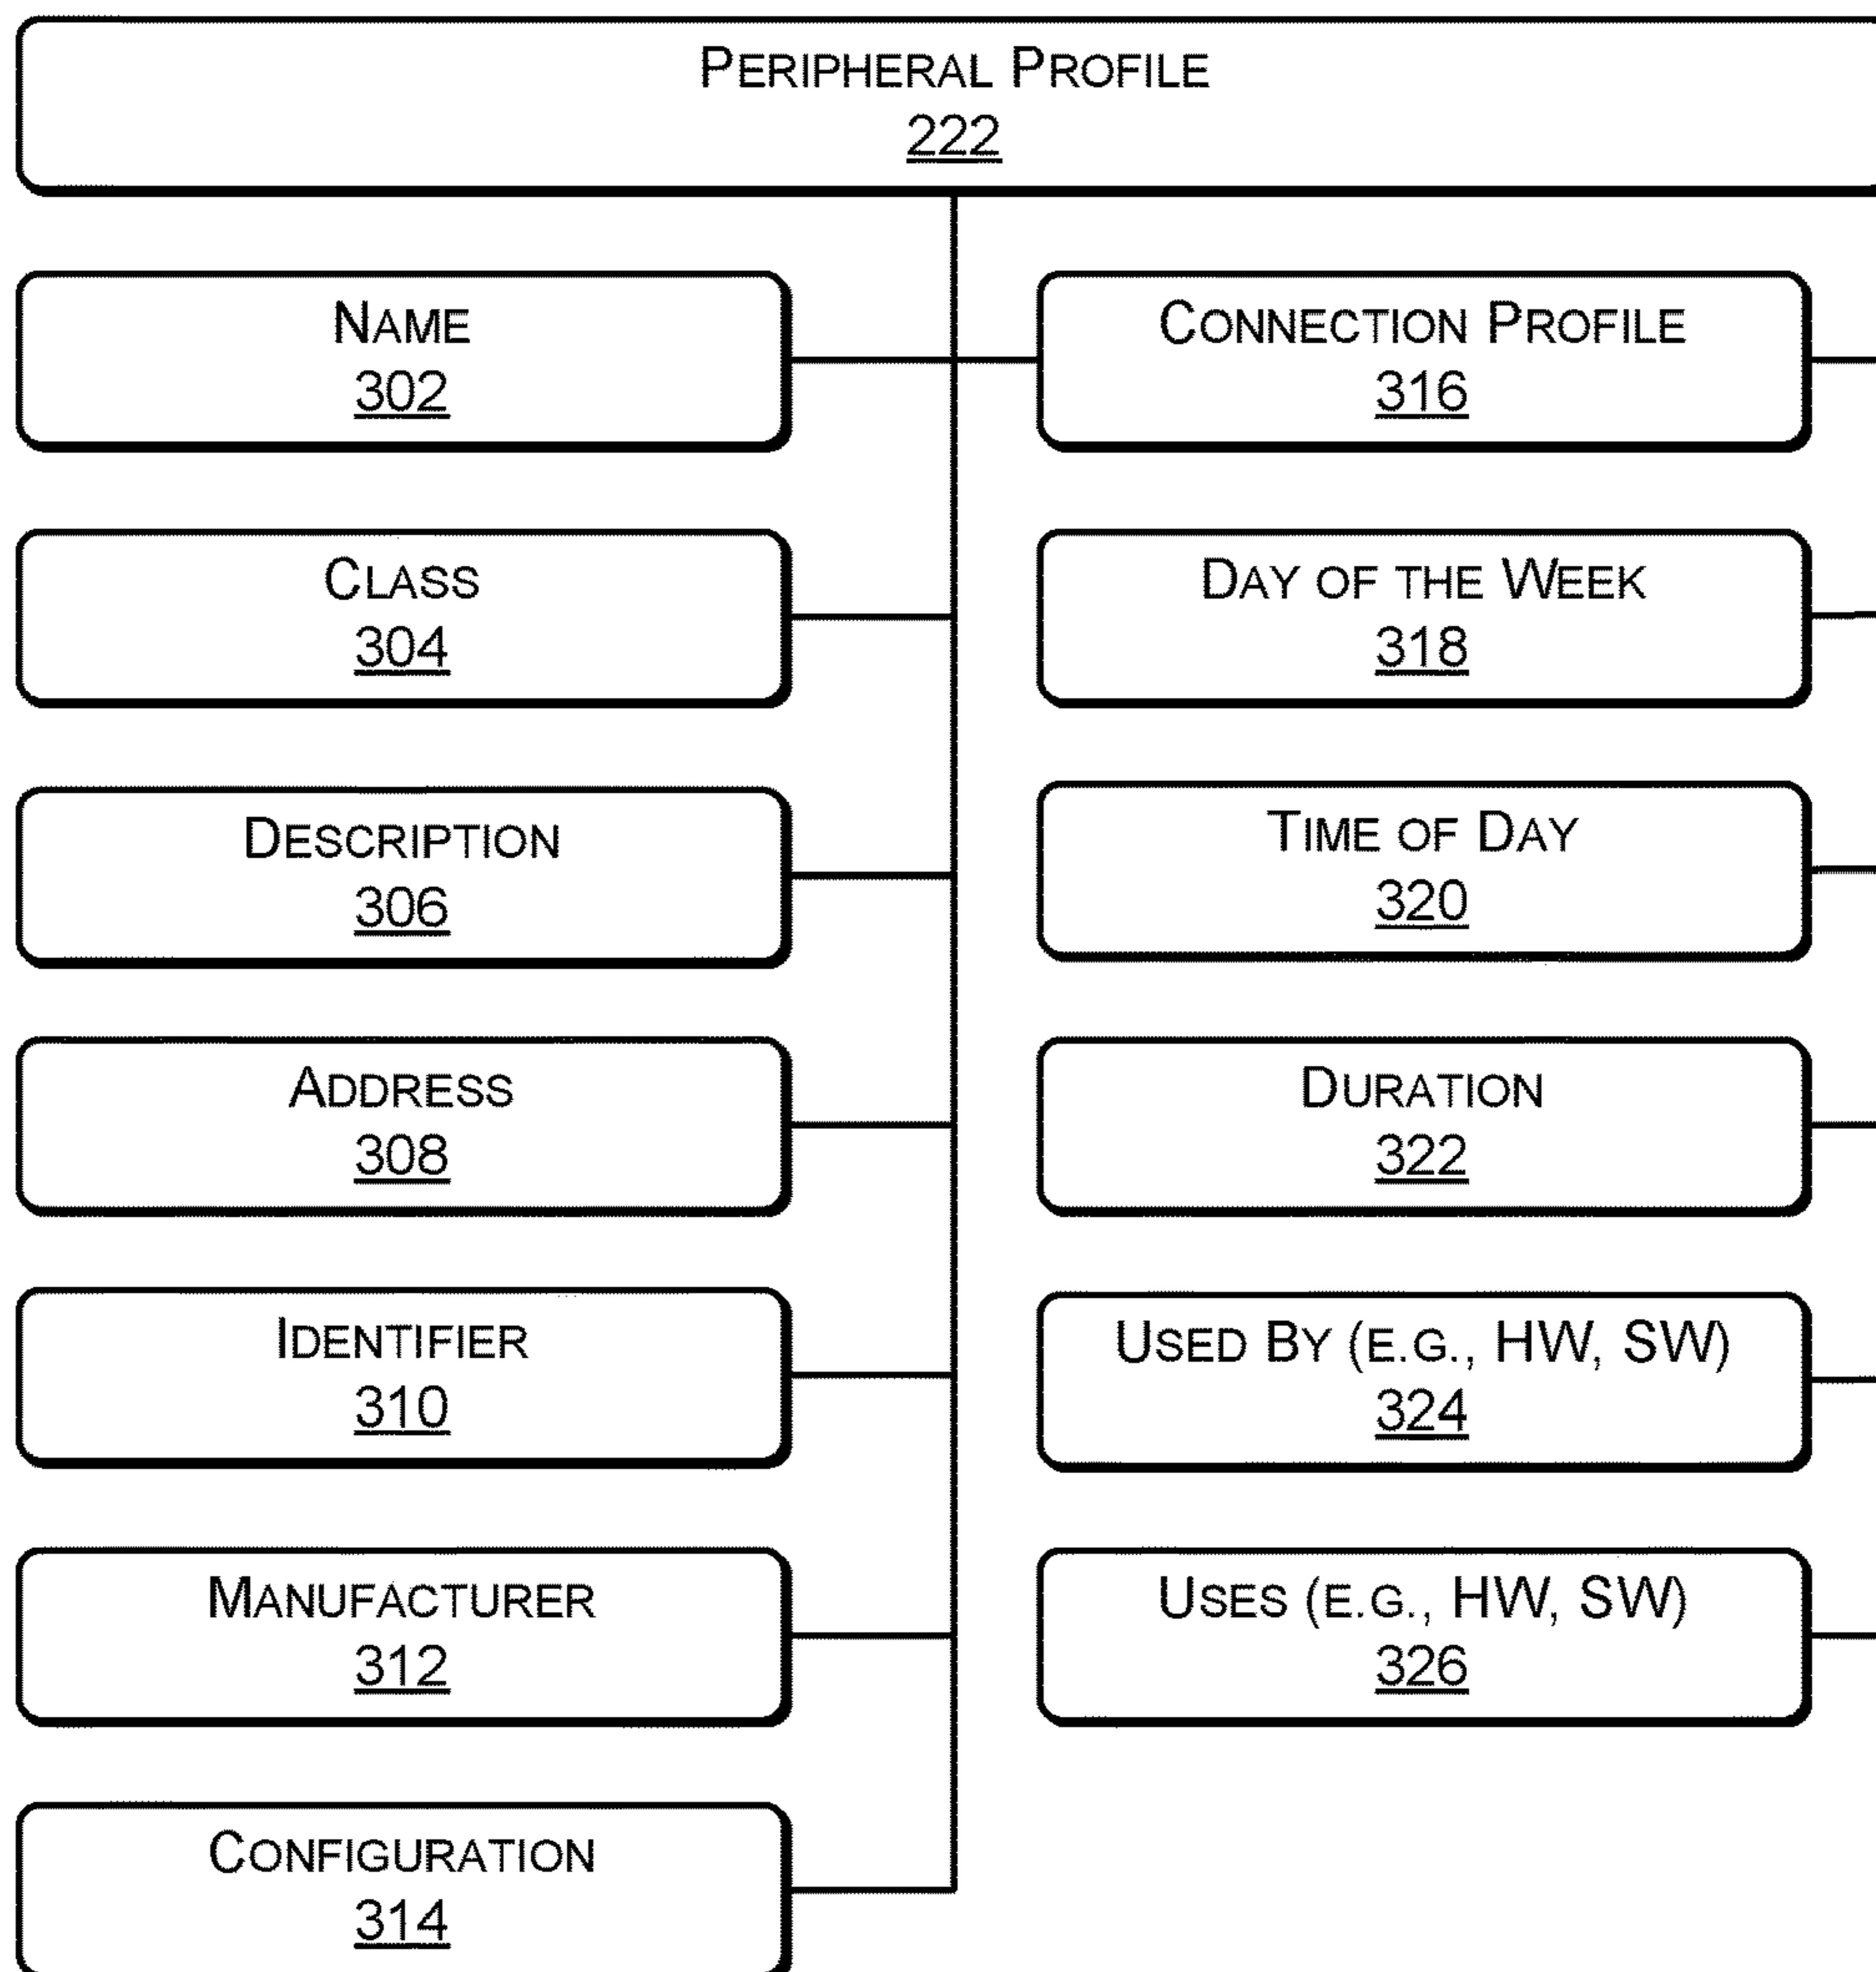 PERIPHERAL PROFILE
222
NAME
302
CLASS
304
DESCRIPTION
306
ADDRESS
308
IDENTIFIER
310
MANUFACTURER
312
CONFIGURATION
314
CONNECTION PROFILE
316
DAY OF THE WEEK
318
TIME OF DAY
320
DURATION
322
USED BY (E.G., HW, SW)
324
USES (E.G., HW, SW)
326